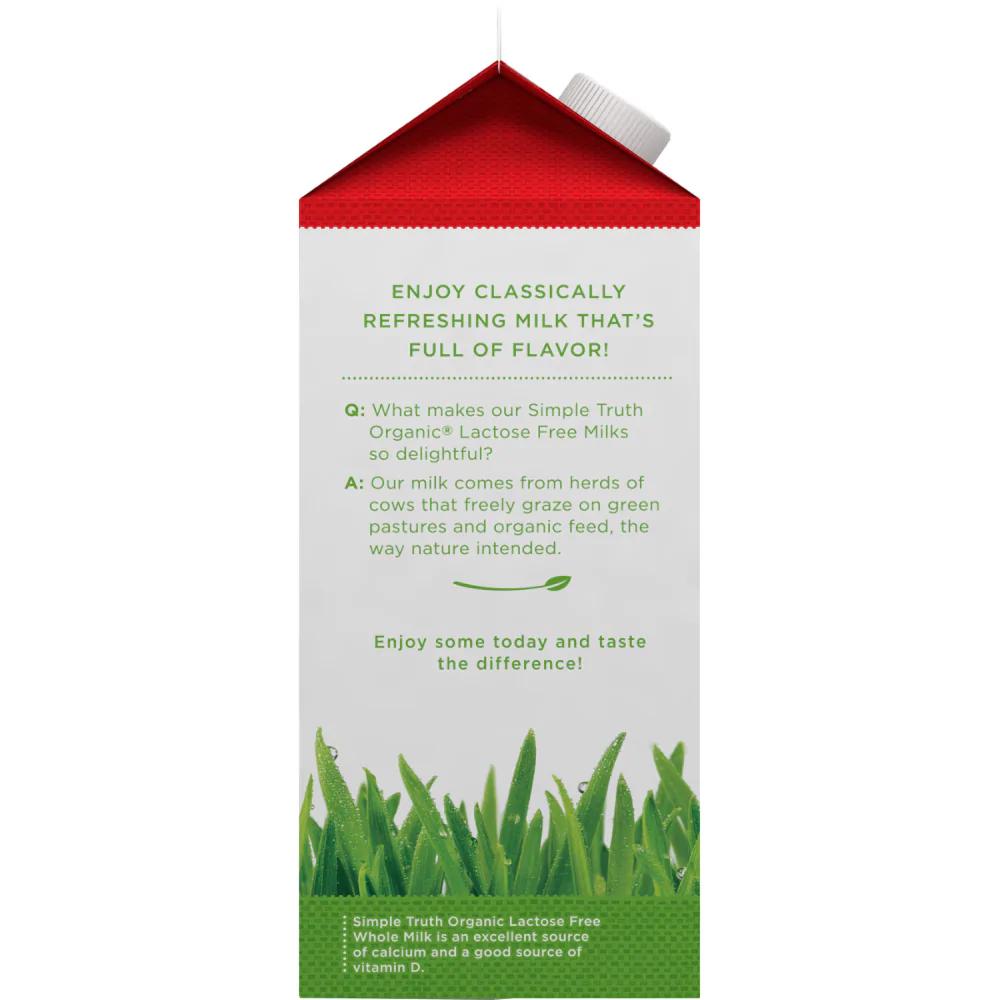 ENJOY CLASSICALLY
REFRESHING MILK THAT'S
FULL OF FLAVOR!
Q: What makes our Simple Truth
Organic® Lactose Free Milks
so delightful?
A: Our milk comes from herds of
cows that freely graze on green
pastures and organic feed, the
way nature intended.
Enjoy some today and taste
the difference!
Simple Truth Organic Lactose Free
Whole Milk is an excellent source
of calcium and a good source of
vitamin D.